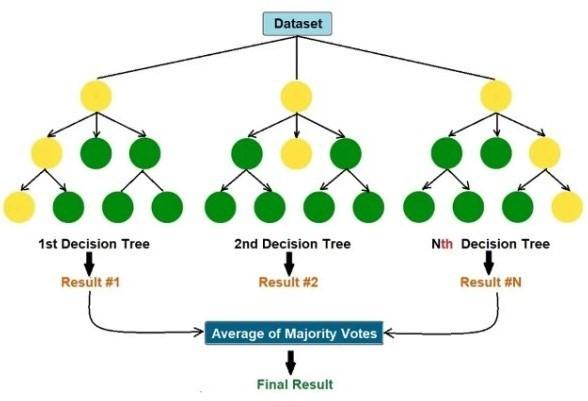 Dataset
1st Decision Tree
2nd Decision Tree
Nth Decision Tree
Result #1
Result #2
Result #N
Average of Majority Votes
Final Result